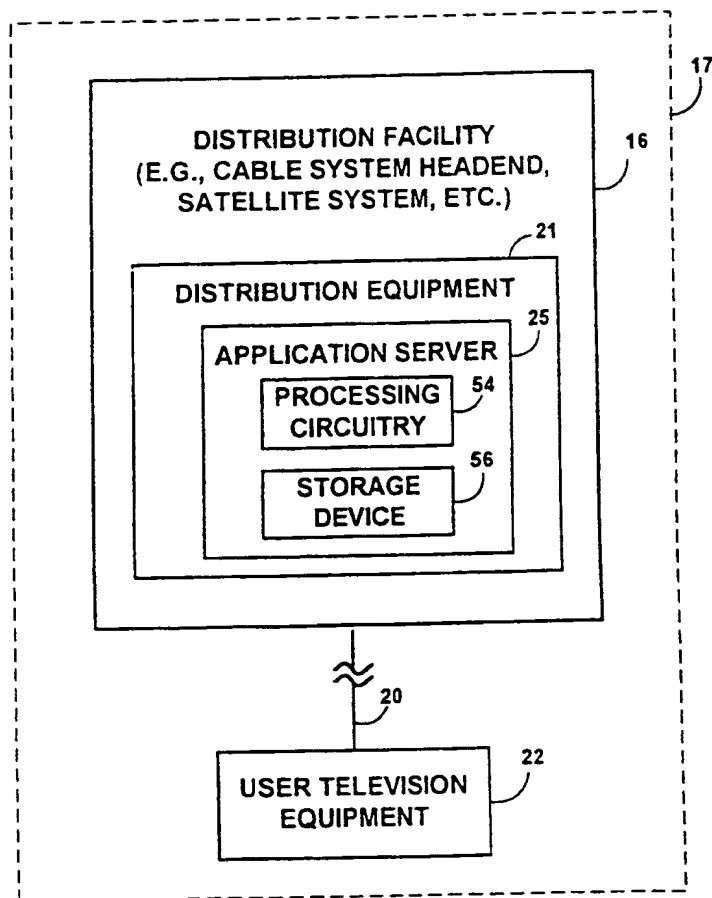 17
DISTRIBUTION FACILITY
(E.G., CABLE SYSTEM HEADEND,
SATELLITE SYSTEM, ETC.)
16
21
DISTRIBUTION EQUIPMENT
25
APPLICATION SERVER
PROCESSING
CIRCUITRY
54
STORAGE
DEVICE
56
20
USER TELEVISION
EQUIPMENT
22